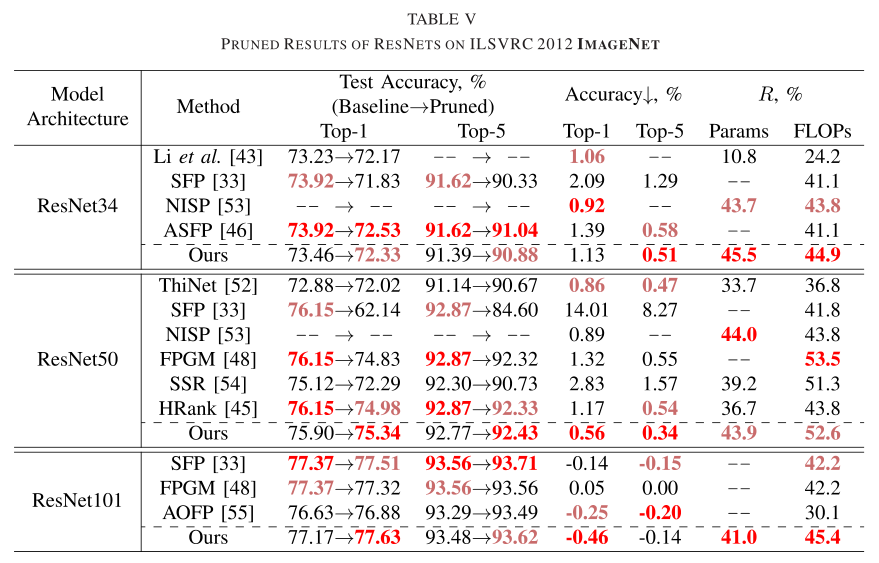 TABLE V
PRUNED RESULTS OF RESNETS ON ILSVRC 2012 IMAGENET
Model Architecture Method Test Accuracy, % (Baseline→Pruned) Accuracy↓, % R, %
Top-1 Top-5 Top-1 Top-5 Params FLOPs
Li et al. [43] 73.23→72.17 −− → −− 1.06 −− 10.8 24.2
SFP [33] 73.92→71.83 91.62→90.33 2.09 1.29 −− 41.1
ResNet34 NISP [53] −− → −− −− → −− 0.92 −− 43.7 43.8
ASFP [46] 73.92→72.53 91.62→91.04 1.39 0.58 −− 41.1
Ours 73.46→72.33 91.39→90.88 1.13 0.51 45.5 44.9
ThiNet [52] 72.88→72.02 91.14→90.67 0.86 0.47 33.7 36.8
SFP [33] 76.15→62.14 92.87→84.60 14.01 8.27 −− 41.8
NISP [53] −− → −− −− → −− 0.89 −− 44.0 43.8
ResNet50 FPGM [48] 76.15→74.83 92.87→92.32 1.32 0.55 −− 53.5
SSR [54] 75.12→72.29 92.30→90.73 2.83 1.57 39.2 51.3
HRank [45] 76.15→74.98 92.87→92.33 1.17 0.54 36.7 43.8
Ours 75.90→75.34 92.77→92.43 0.56 0.34 43.9 52.6
SFP [33] 77.37→77.51 93.56→93.71 -0.14 -0.15 −− 42.2
ResNet101 FPGM [48] 77.37→77.32 93.56→93.56 0.05 0.00 −− 42.2
AOFP [55] 76.63→76.88 93.29→93.49 -0.25 -0.20 −− 30.1
Ours 77.17→77.63 93.48→93.62 -0.46 -0.14 41.0 45.4